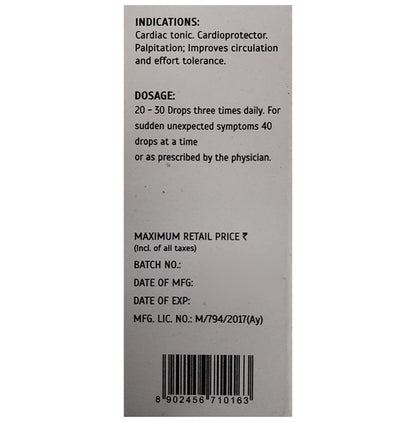 INDICATIONS:
Cardiac tonic. Cardioprotector.
Palpitation; Improves circulation
and effort tolerance.
DOSAGE:
20 - 30 Drops three times daily. For
sudden unexpected symptoms 40
drops at a time
or as prescribed by the physician.
MAXIMUM RETAIL PRICE ₹
(Incl. of all taxes)
BATCH NO.:
DATE OF MFG:
DATE OF EXP:
MFG. LIC. NO.: M/794/2017(Ay)
8 902456 710163